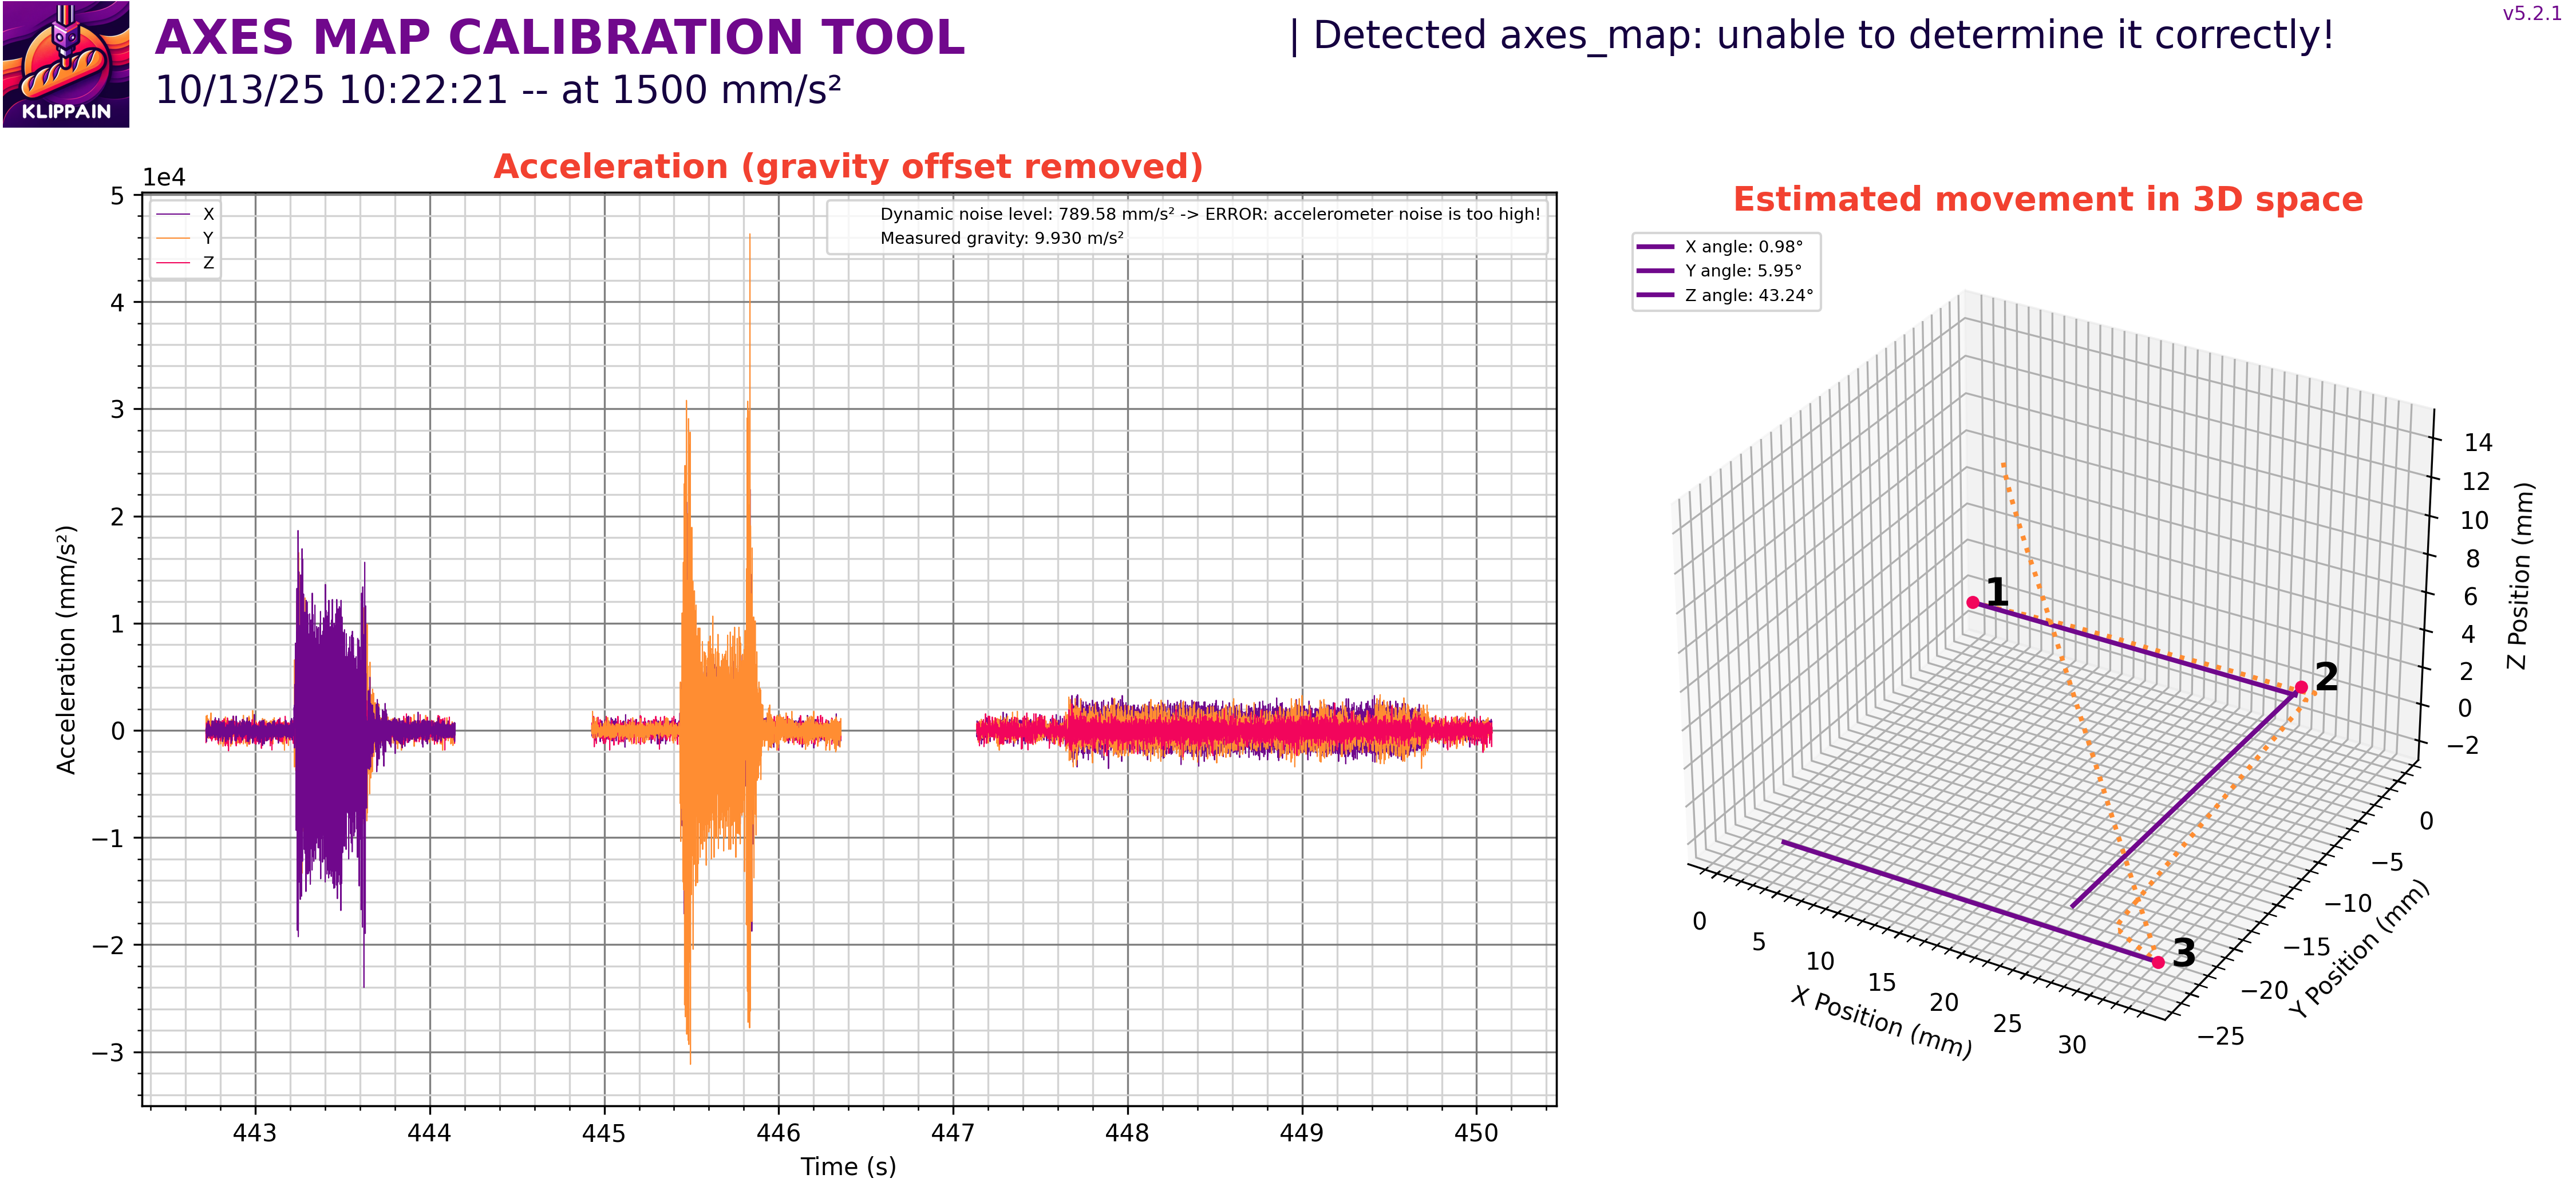 KLIPPAIN
AXES MAP CALIBRATION TOOL
10/13/25 10:22:21 -- at 1500 mm/s²
| Detected axes_map: unable to determine it correctly!
v5.2.1
Acceleration (gravity offset removed)
1e4
X
Y
Z
Dynamic noise level: 789.58 mm/s² -> ERROR: accelerometer noise is too high!
Measured gravity: 9.930 m/s²
5
4
3
2
1
0
−1
−2
−3
Acceleration (mm/s²)
443
444
445
446
447
448
449
450
Time (s)
Estimated movement in 3D space
X angle: 0.98°
Y angle: 5.95°
Z angle: 43.24°
1
2
3
14
12
10
8
6
4
2
0
−2
Z Position (mm)
0
−5
−10
−15
−20
−25
Y Position (mm)
0
5
10
15
20
25
30
X Position (mm)